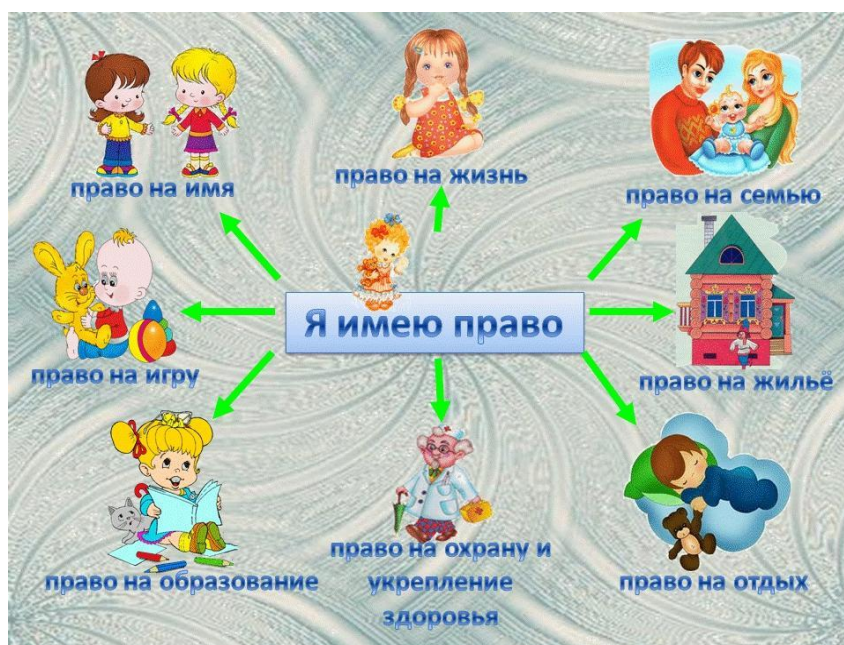 право на имя
право на жизнь
право на семью
Я имею право
право на игру
право на жильё
право на образование
право на охрану и
укрепление
здоровья
право на отдых